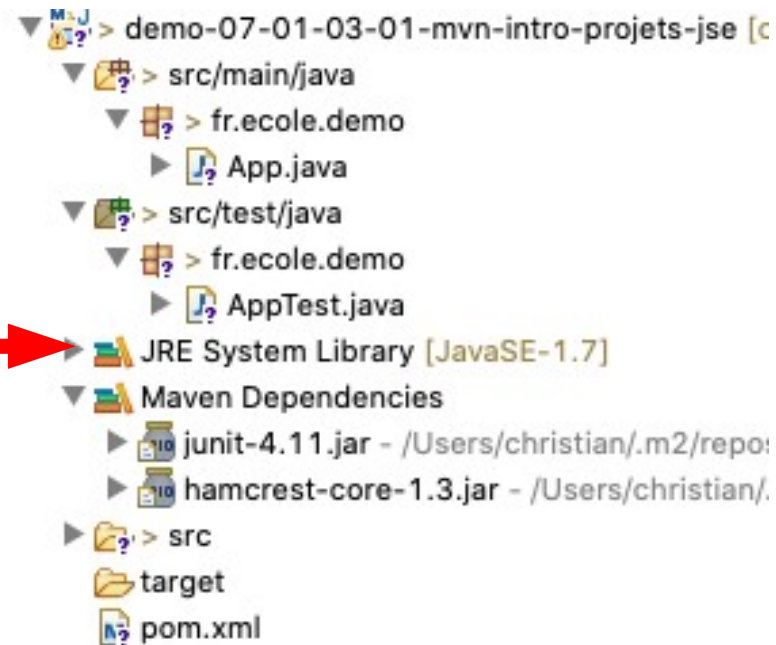 > demo-07-01-03-01-mvn-intro-projets-jse [
> src/main/java
> fr.ecole.demo
App.java
> src/test/java
> fr.ecole.demo
AppTest.java
JRE System Library [JavaSE-1.7]
Maven Dependencies
junit-4.11.jar - /Users/christian/.m2/repos
hamcrest-core-1.3.jar - /Users/christian/.
> src
target
pom.xml